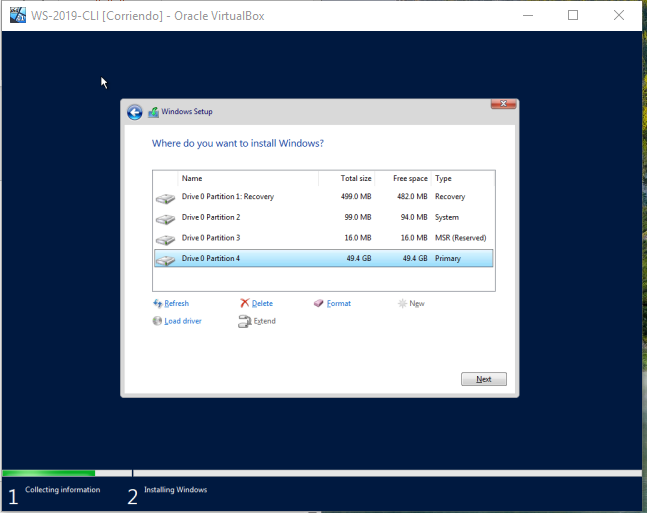 WS-2019-CLI [Corriendo] - Oracle VirtualBox
Windows Setup
Where do you want to install Windows?
Name Total size Free space Type
Drive 0 Partition 1: Recovery 499.0 MB 482.0 MB Recovery
Drive 0 Partition 2 99.0 MB 94.0 MB System
Drive 0 Partition 3 16.0 MB 16.0 MB MSR (Reserved)
Drive 0 Partition 4 49.4 GB 49.4 GB Primary
Refresh Delete Format New
Load driver Extend
Next
1 Collecting information 2 Installing Windows